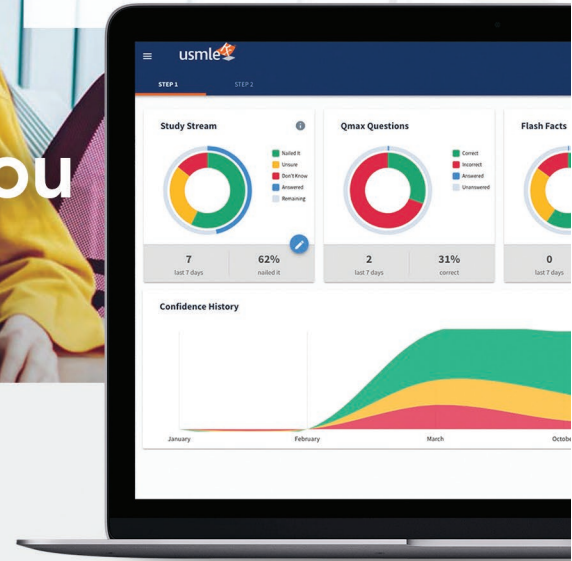 ou
usmle Rx
STEP 1 STEP 2
Study Stream
Nailed It
Unsure
Don't Know
Answered
Remaining
7 62%
last 7 days nailed it
Qmax Questions
Correct
Incorrect
Answered
Unanswered
2 31%
last 7 days correct
Flash Facts
0
last 7 days
Confidence History
January February March Octobe